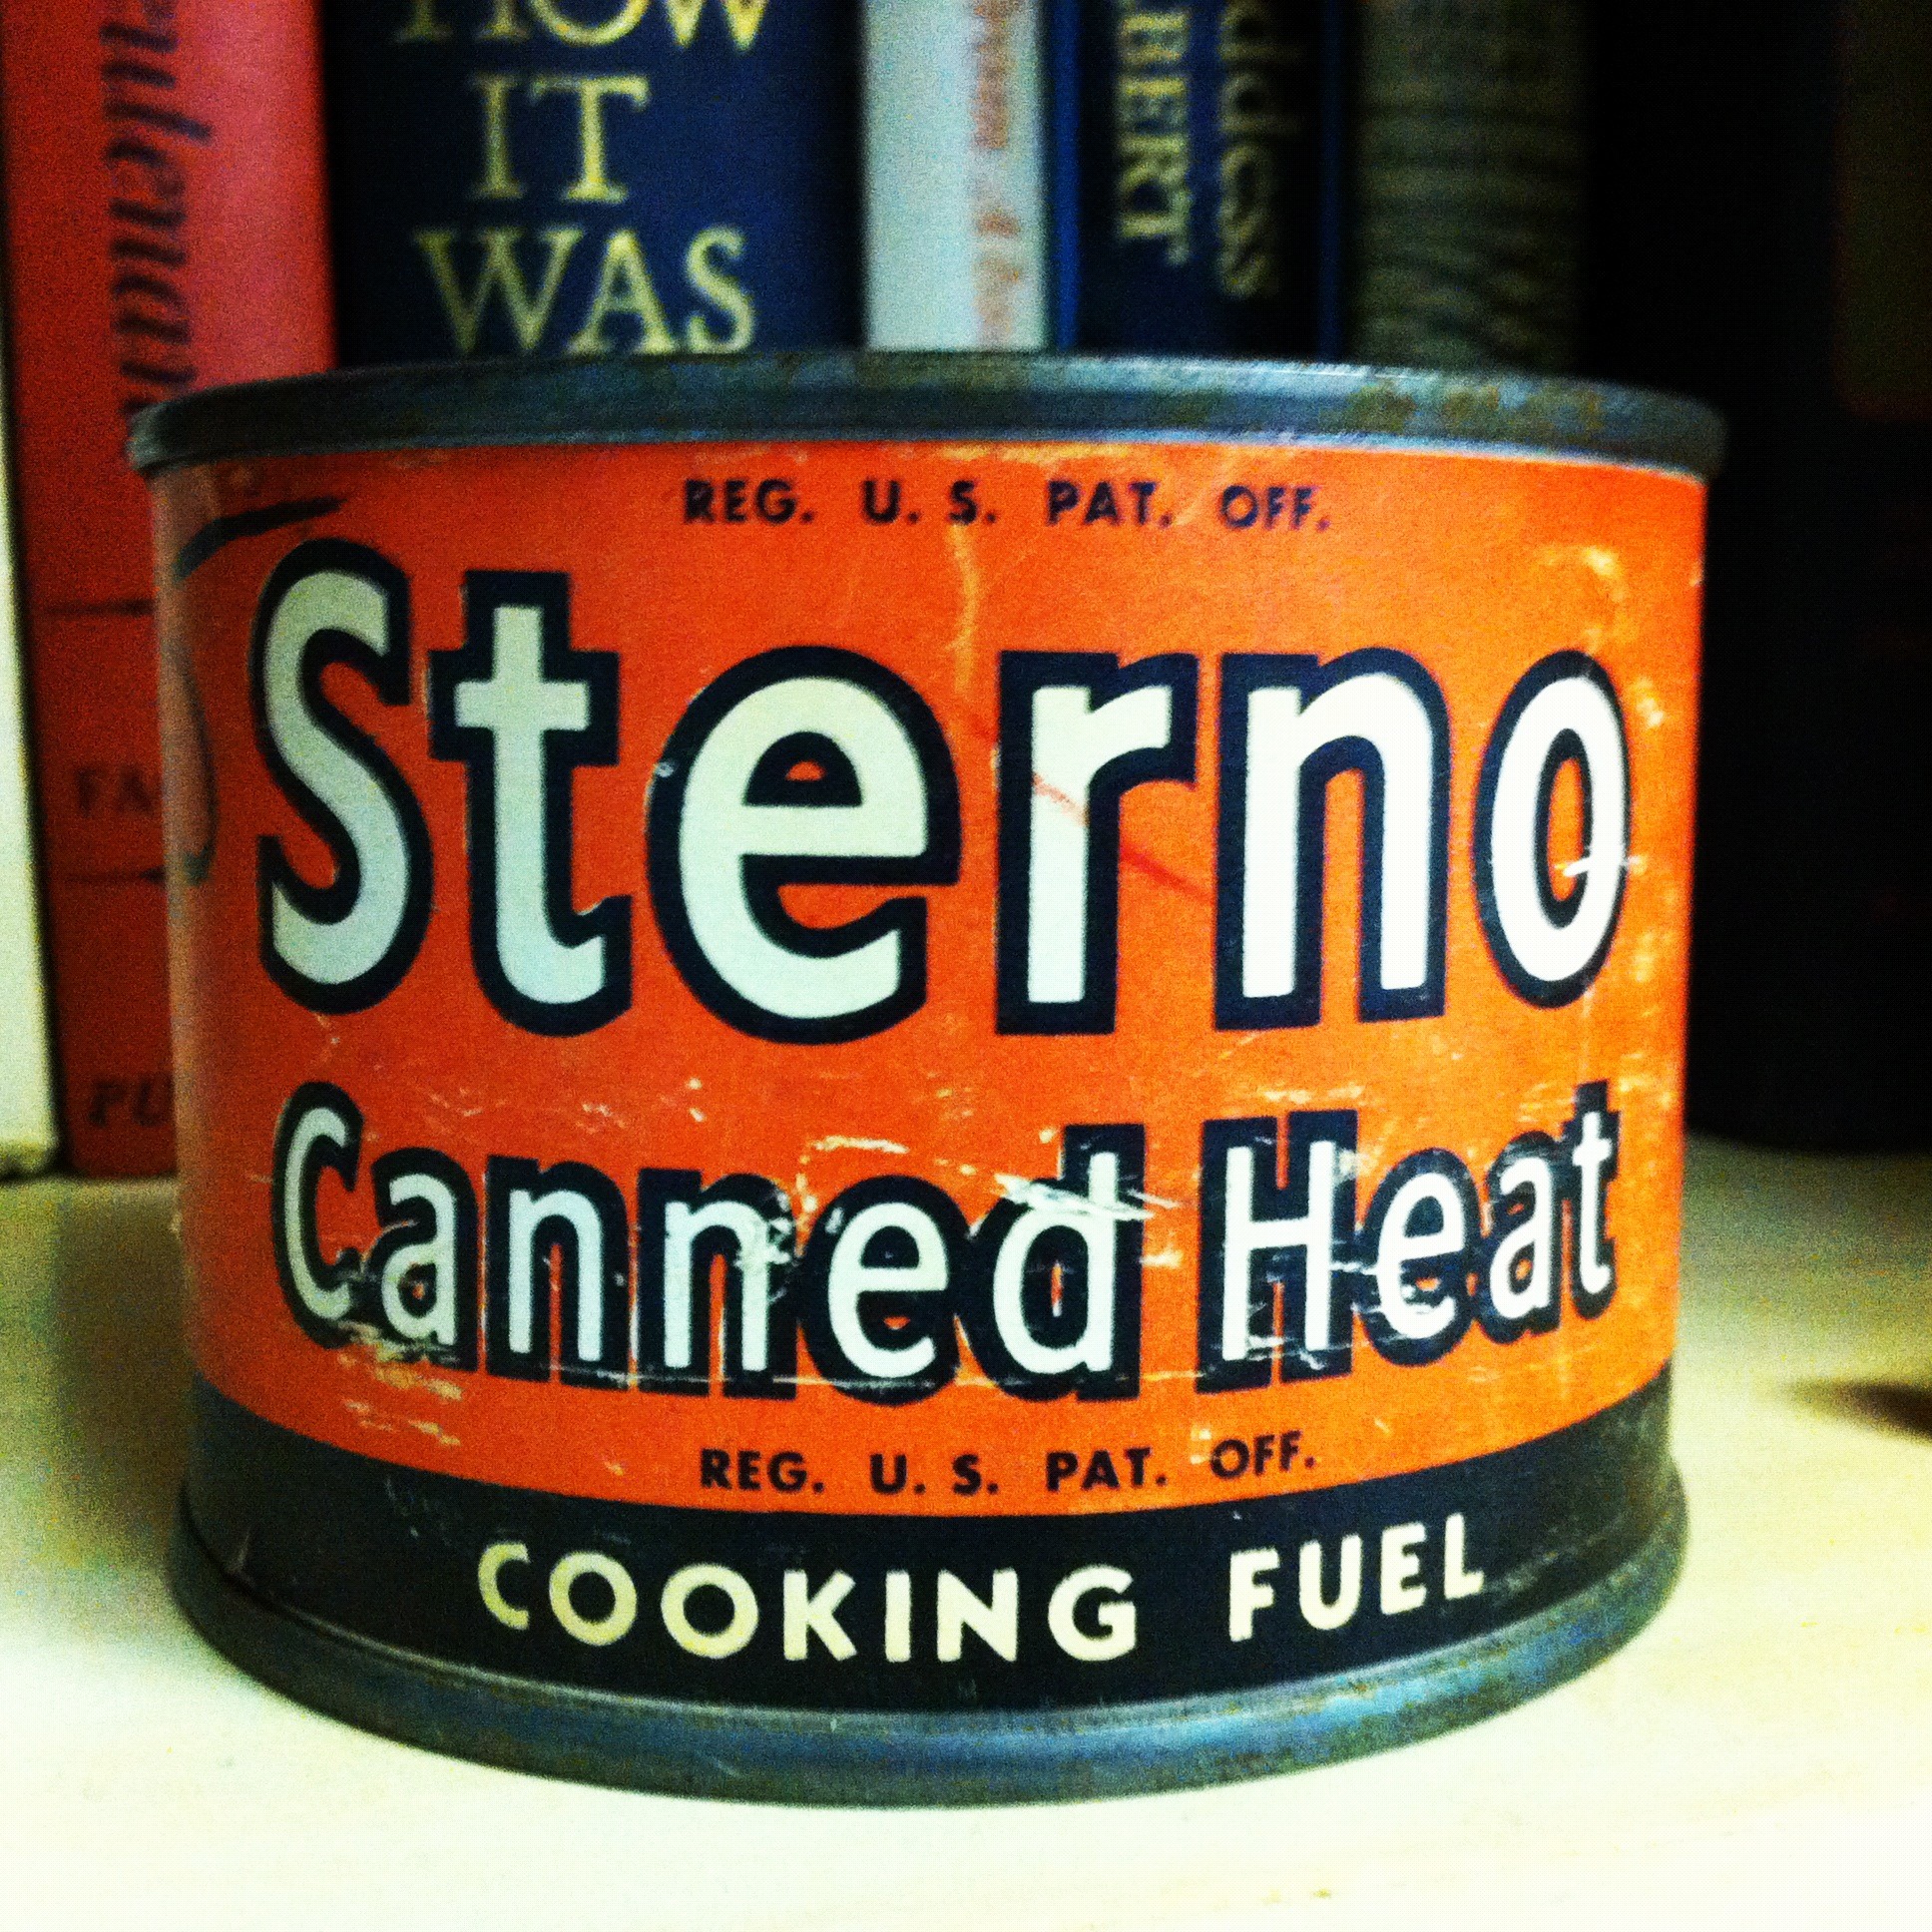 HOW
IT
WAS
REG. U. S. PAT. OFF.
Sterno
Canned Heat
REG. U. S. PAT. OFF.
COOKING FUEL